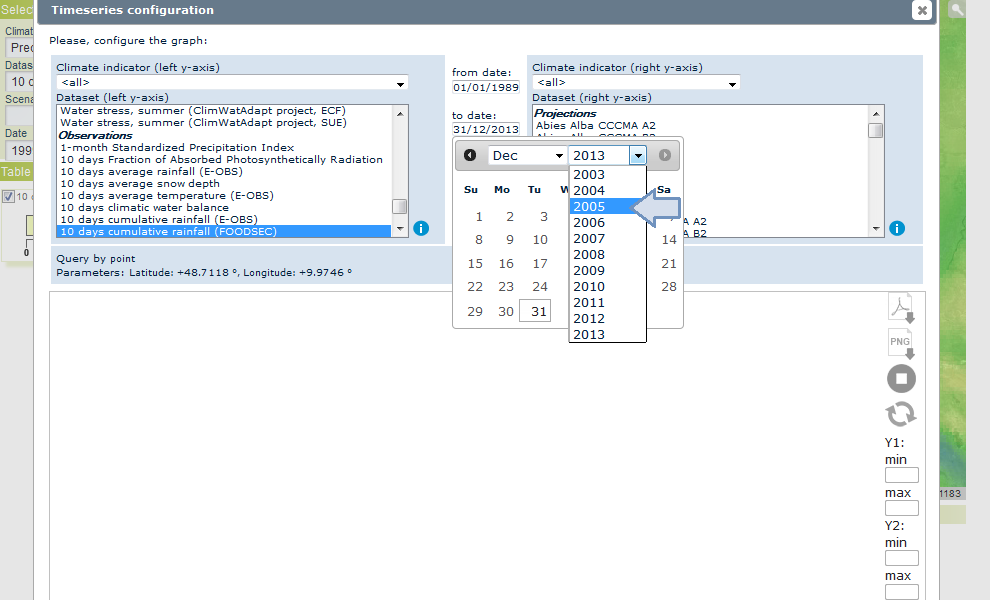 Selec
Timeseries configuration
Climat
Prec
Datas
10 d
Scena
Date
199
Table
10 d
0
Please, configure the graph:
Climate indicator (left y-axis)
<all>
Dataset (left y-axis)
Water stress, summer (ClimWatAdapt project, ECF)
Water stress, summer (ClimWatAdapt project, SUE)
Observations
1-month Standardized Precipitation Index
10 days Fraction of Absorbed Photosynthetically Radiation
10 days average rainfall (E-OBS)
10 days average snow depth
10 days average temperature (E-OBS)
10 days climatic water balance
10 days cumulative rainfall (E-OBS)
10 days cumulative rainfall (FOODSEC)
from date:
01/01/1989
to date:
31/12/2013
Climate indicator (right y-axis)
<all>
Dataset (right y-axis)
Projections
Abies Alba CCCMA A2
A2
A B2
Dec 2013
2003
2004
2005
2006
2007
2008
2009
2010
2011
2012
2013
Su Mo Tu W Sa
1 2 3 7
8 9 10 14
15 16 17 21
22 23 24 28
29 30 31
Query by point
Parameters: Latitude: +48.7118 °, Longitude: +9.9746 °
PNG
Y1:
min
max
Y2:
min
max
1183